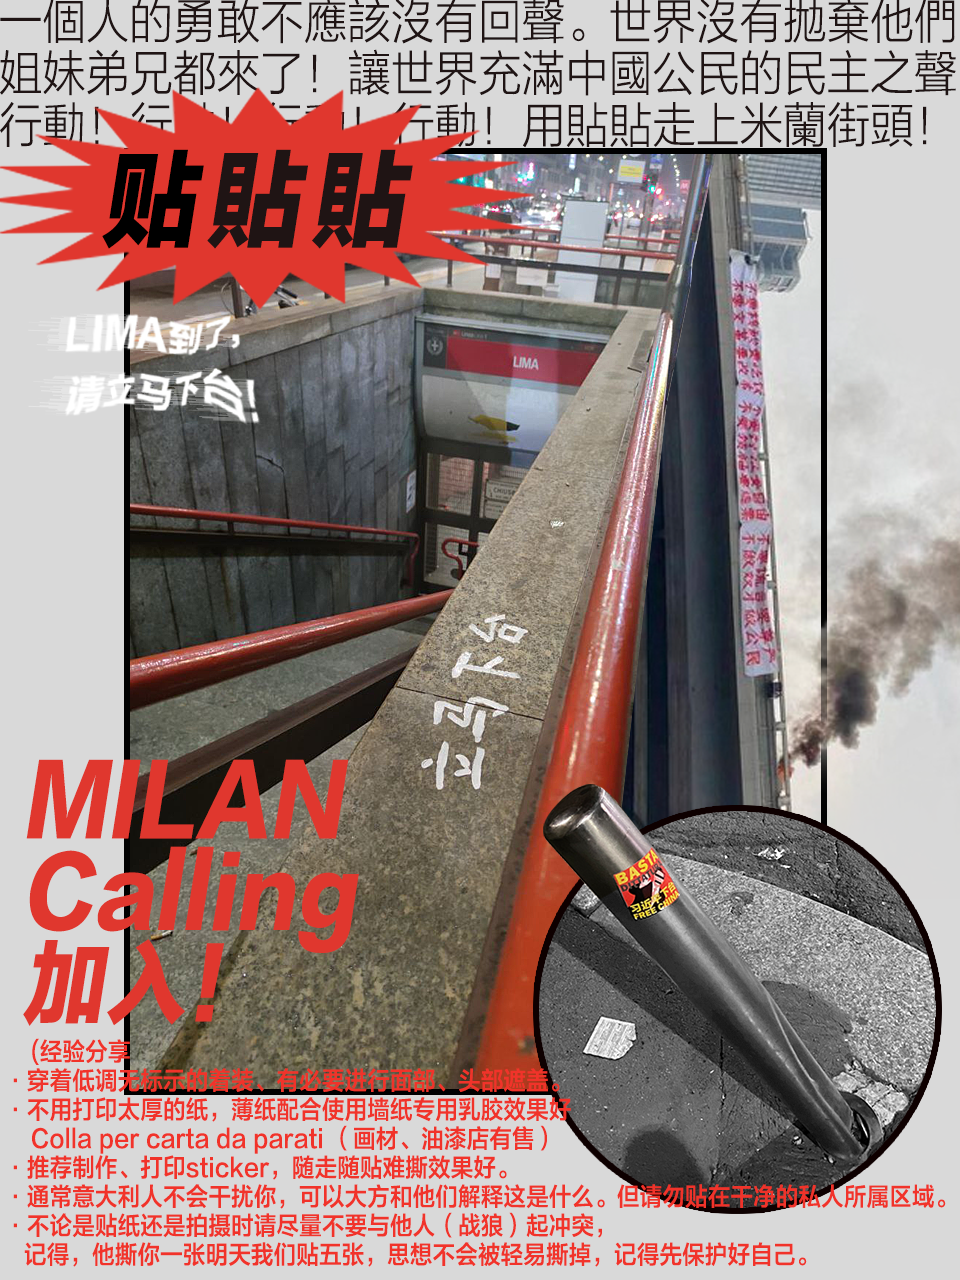 一個人的勇敢不應該沒有回聲。世界沒有拋棄他們
姐妹弟兄都來了！讓世界充滿中國公民的民主之聲
行動！行動！行動！行動！用貼貼走上米蘭街頭！
贴貼貼
LIMA到了，
请立马下台！
LIMA
立马下台
BASTA
习近平下台
FREE CHINA
MILAN
Calling
加入！
（经验分享
· 穿着低调无标示的着装、有必要进行面部、头部遮盖。
· 不用打印太厚的纸，薄纸配合使用墙纸专用乳胶效果好
Colla per carta da parati（画材、油漆店有售）
· 推荐制作、打印sticker，随走随贴难撕效果好。
· 通常意大利人不会干扰你，可以大方和他们解释这是什么。但请勿贴在干净的私人所属区域。
· 不论是贴纸还是拍摄时请尽量不要与他人（战狼）起冲突，
记得，他撕你一张明天我们贴五张，思想不会被轻易撕掉，记得先保护好自己。